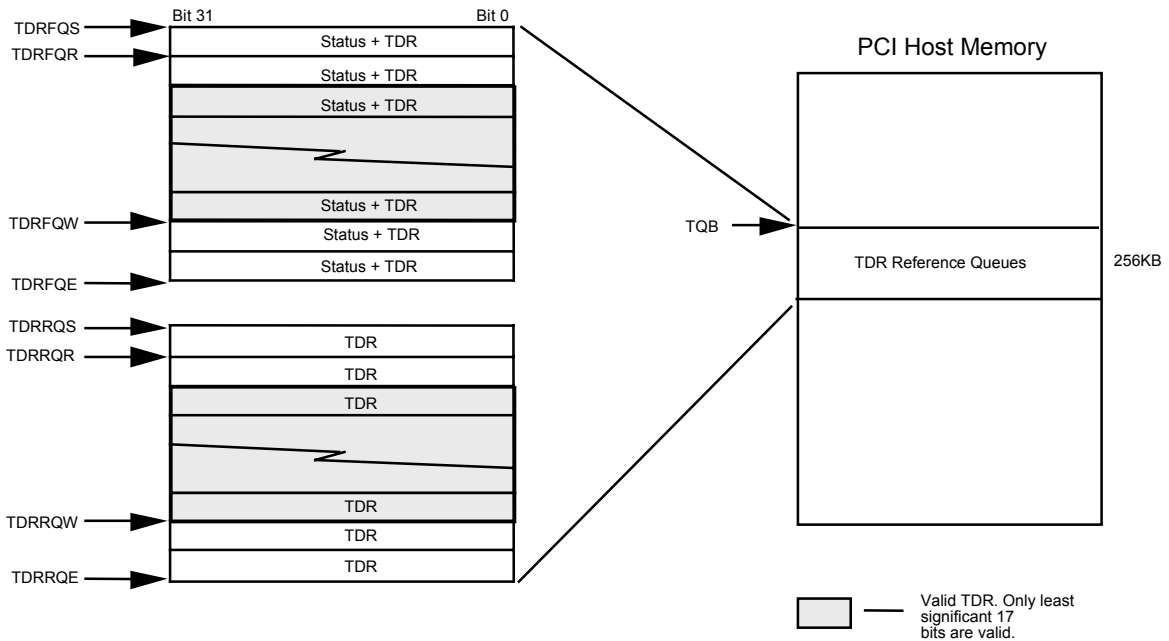 Bit 31 Bit 0
TDRFQS
Status + TDR
TDRFQR
Status + TDR
Status + TDR
Status + TDR
TDRFQW
Status + TDR
Status + TDR
TDRFQE
TDRRQS
TDR
TDRRQR
TDR
TDR
TDR
TDRRQW
TDR
TDR
TDRRQE
PCI Host Memory
TQB
TDR Reference Queues
256KB
Valid TDR. Only least
significant 17
bits are valid.